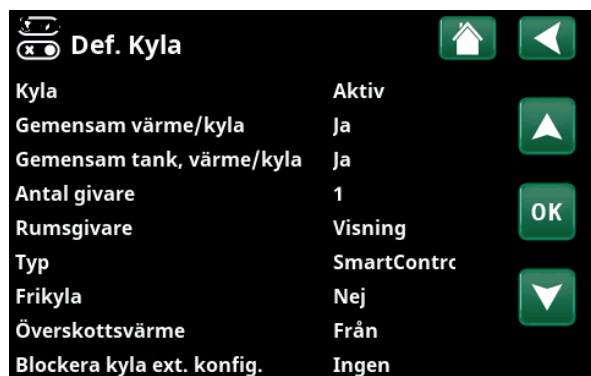 Def. Kyla
Kyla Aktiv
Gemensam värme/kyla Ja
Gemensam tank, värme/kyla Ja
Antal givare 1
Rumsgivare Visning
OK
Typ SmartContrc
Frikyla Nej
Överskottsvärme Från
Blockera kyla ext. konfig. Ingen